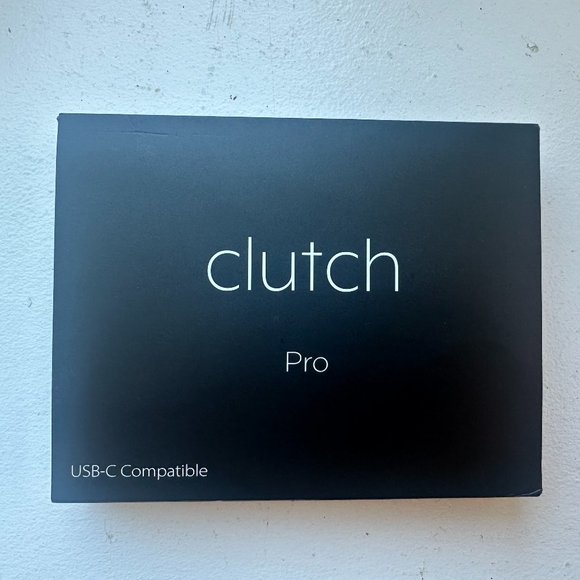 clutch
Pro
USB-C Compatible